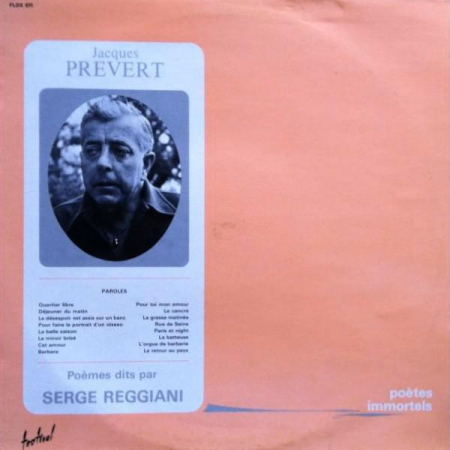 FLDX 811
Jacques
PREVERT
PAROLES
Quartier libre
Déjeuner du matin
Le désespoir est assis sur un banc
Pour faire le portrait d'un oiseau
La belle saison
Le miroir brisé
Cet amour
Barbara
Pour toi mon amour
Le cancre
La grasse matinée
Rue de Seine
Paris at night
La batteuse
L'orgue de barbarie
Le retour au pays
Poèmes dits par
SERGE REGGIANI
poètes
immortels
festival